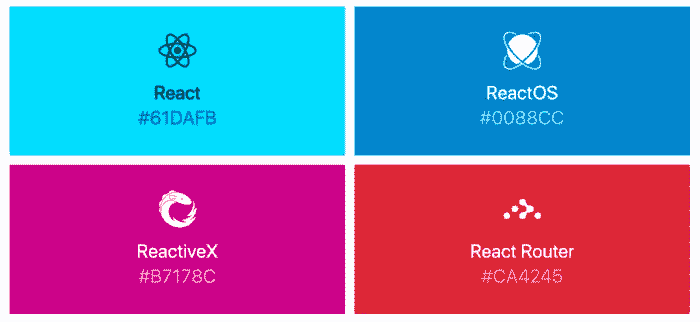 React
#61DAFB
ReactOS
#0088CC
ReactiveX
#B7178C
React Router
#CA4245